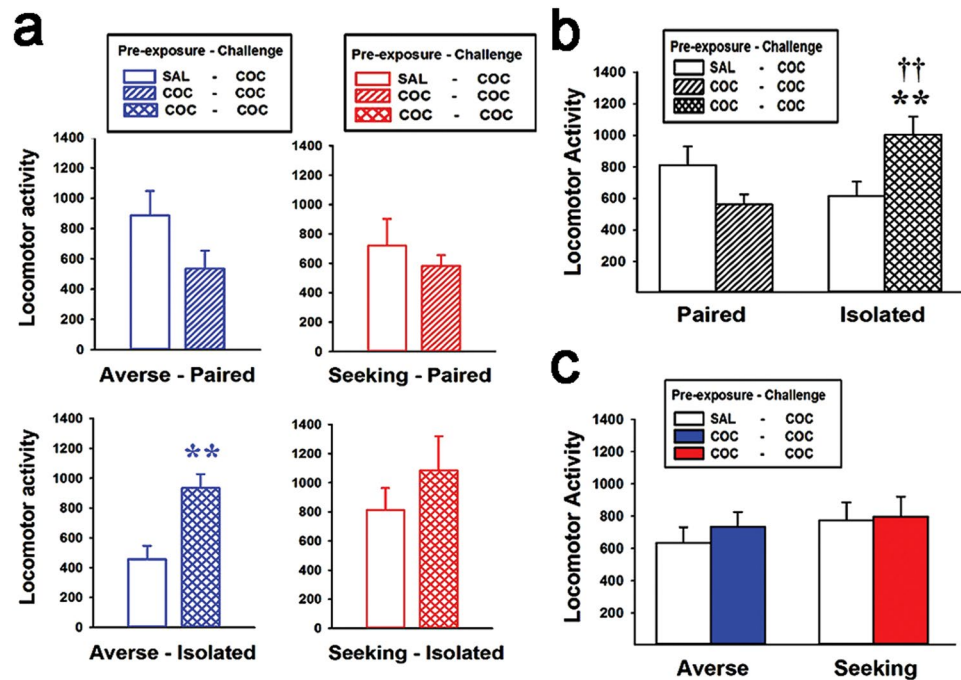 a
Pre-exposure - Challenge
SAL - COC
COC - COC
COC - COC
Pre-exposure - Challenge
SAL - COC
COC - COC
COC - COC
Locomotor activity
1400
1200
1000
800
600
400
200
0
Averse - Paired
1400
1200
1000
800
600
400
200
0
Seeking - Paired
Locomotor activity
1400
1200
1000
800
600
400
200
0
**
Averse - Isolated
1400
1200
1000
800
600
400
200
0
Seeking - Isolated
b
Pre-exposure - Challenge
SAL - COC
COC - COC
COC - COC
Locomotor Activity
1400
1200
1000
800
600
400
200
††
**
Paired
Isolated
c
Pre-exposure - Challenge
SAL - COC
COC - COC
COC - COC
Locomotor Activity
1400
1200
1000
800
600
400
200
Averse
Seeking